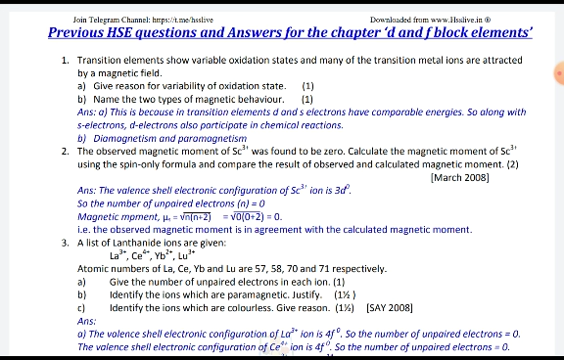 Join Telegram Channel: https://t.me/hsslive Downloaded from www.Hsslive.in ®
Previous HSE questions and Answers for the chapter ‘d and f block elements’
1. Transition elements show variable oxidation states and many of the transition metal ions are attracted
by a magnetic field.
a) Give reason for variability of oxidation state. (1)
b) Name the two types of magnetic behaviour. (1)
Ans: a) This is because in transition elements d and s electrons have comparable energies. So along with
s-electrons, d-electrons also participate in chemical reactions.
b) Diamagnetism and paramagnetism
2. The observed magnetic moment of Sc³⁺ was found to be zero. Calculate the magnetic moment of Sc³⁺
using the spin-only formula and compare the result of observed and calculated magnetic moment. (2)
[March 2008]
Ans: The valence shell electronic configuration of Sc³⁺ ion is 3d⁰.
So the number of unpaired electrons (n) = 0
Magnetic mpment, μₛ = √n(n+2) = √0(0+2) = 0.
i.e. the observed magnetic moment is in agreement with the calculated magnetic moment.
3. A list of Lanthanide ions are given:
La³⁺, Ce⁴⁺, Yb²⁺, Lu³⁺
Atomic numbers of La, Ce, Yb and Lu are 57, 58, 70 and 71 respectively.
a) Give the number of unpaired electrons in each ion. (1)
b) Identify the ions which are paramagnetic. Justify. (1½ )
c) Identify the ions which are colourless. Give reason. (1½) [SAY 2008]
Ans:
a) The valence shell electronic configuration of La³⁺ ion is 4f⁰. So the number of unpaired electrons = 0.
The valence shell electronic configuration of Ce⁴⁺ ion is 4f⁰. So the number of unpaired electrons = 0.